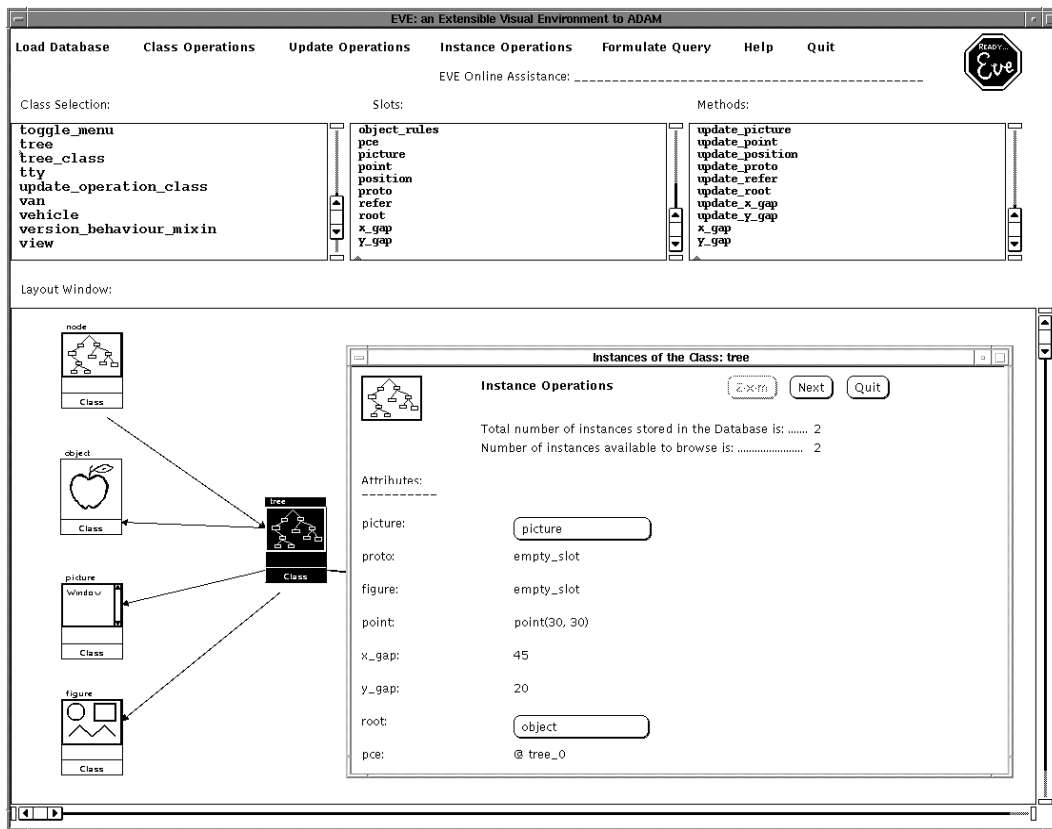 EVE: an Extensible Visual Environment to ADAM
Load Database Class Operations Update Operations Instance Operations Formulate Query Help Quit
READY...
Eve
EVE Online Assistance:
Class Selection: Slots: Methods:
toggle_menu
tree
tree_class
tty
update_operation_class
van
vehicle
version_behaviour_mixin
view
object_rules
pce
picture
point
position
proto
refer
root
x_gap
y_gap
update_picture
update_point
update_position
update_proto
update_refer
update_root
update_x_gap
update_y_gap
x_gap
y_gap
Layout Window:
node
Class
object
Class
picture
Window
Class
figure
Class
tree
Class
Instances of the Class: tree
Instance Operations Next Quit
Total number of instances stored in the Database is: ....... 2
Number of instances available to browse is: ...................... 2
Attributes:
picture: picture
proto: empty_slot
figure: empty_slot
point: point(30, 30)
x_gap: 45
y_gap: 20
root: object
pce: @ tree_0